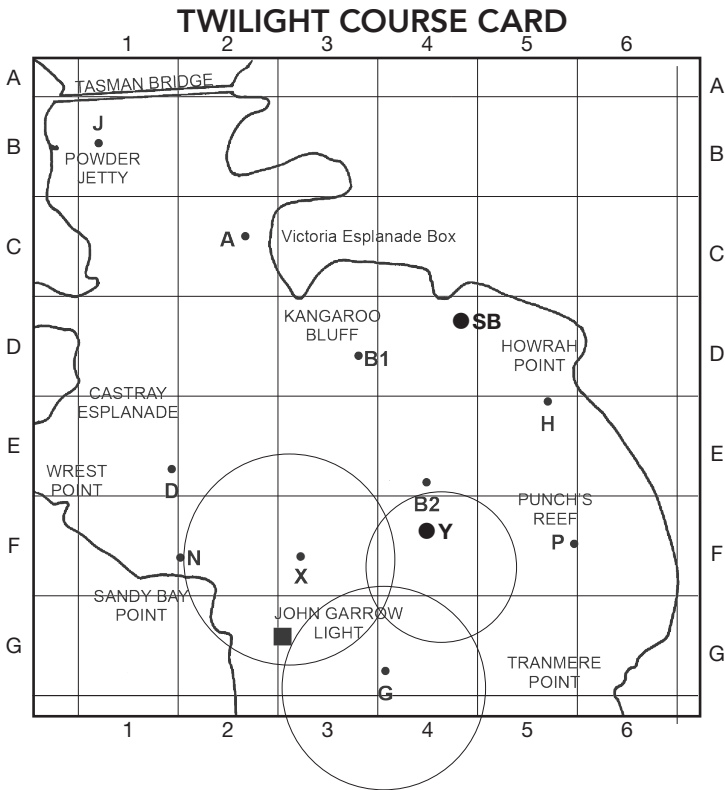 TWILIGHT COURSE CARD
1 2 3 4 5 6
A A
TASMAN BRIDGE
J
B B
POWDER
JETTY
A Victoria Esplanade Box
C C
KANGAROO
BLUFF
SB
HOWRAH
POINT
D D
B1
CASTRAY
ESPLANADE
H
E E
WREST
POINT
D
B2
PUNCH'S
REEF
Y
P
F F
N
X
SANDY BAY
POINT
JOHN GARROW
LIGHT
G G
TRANMERE
POINT
G
1 2 3 4 5 6